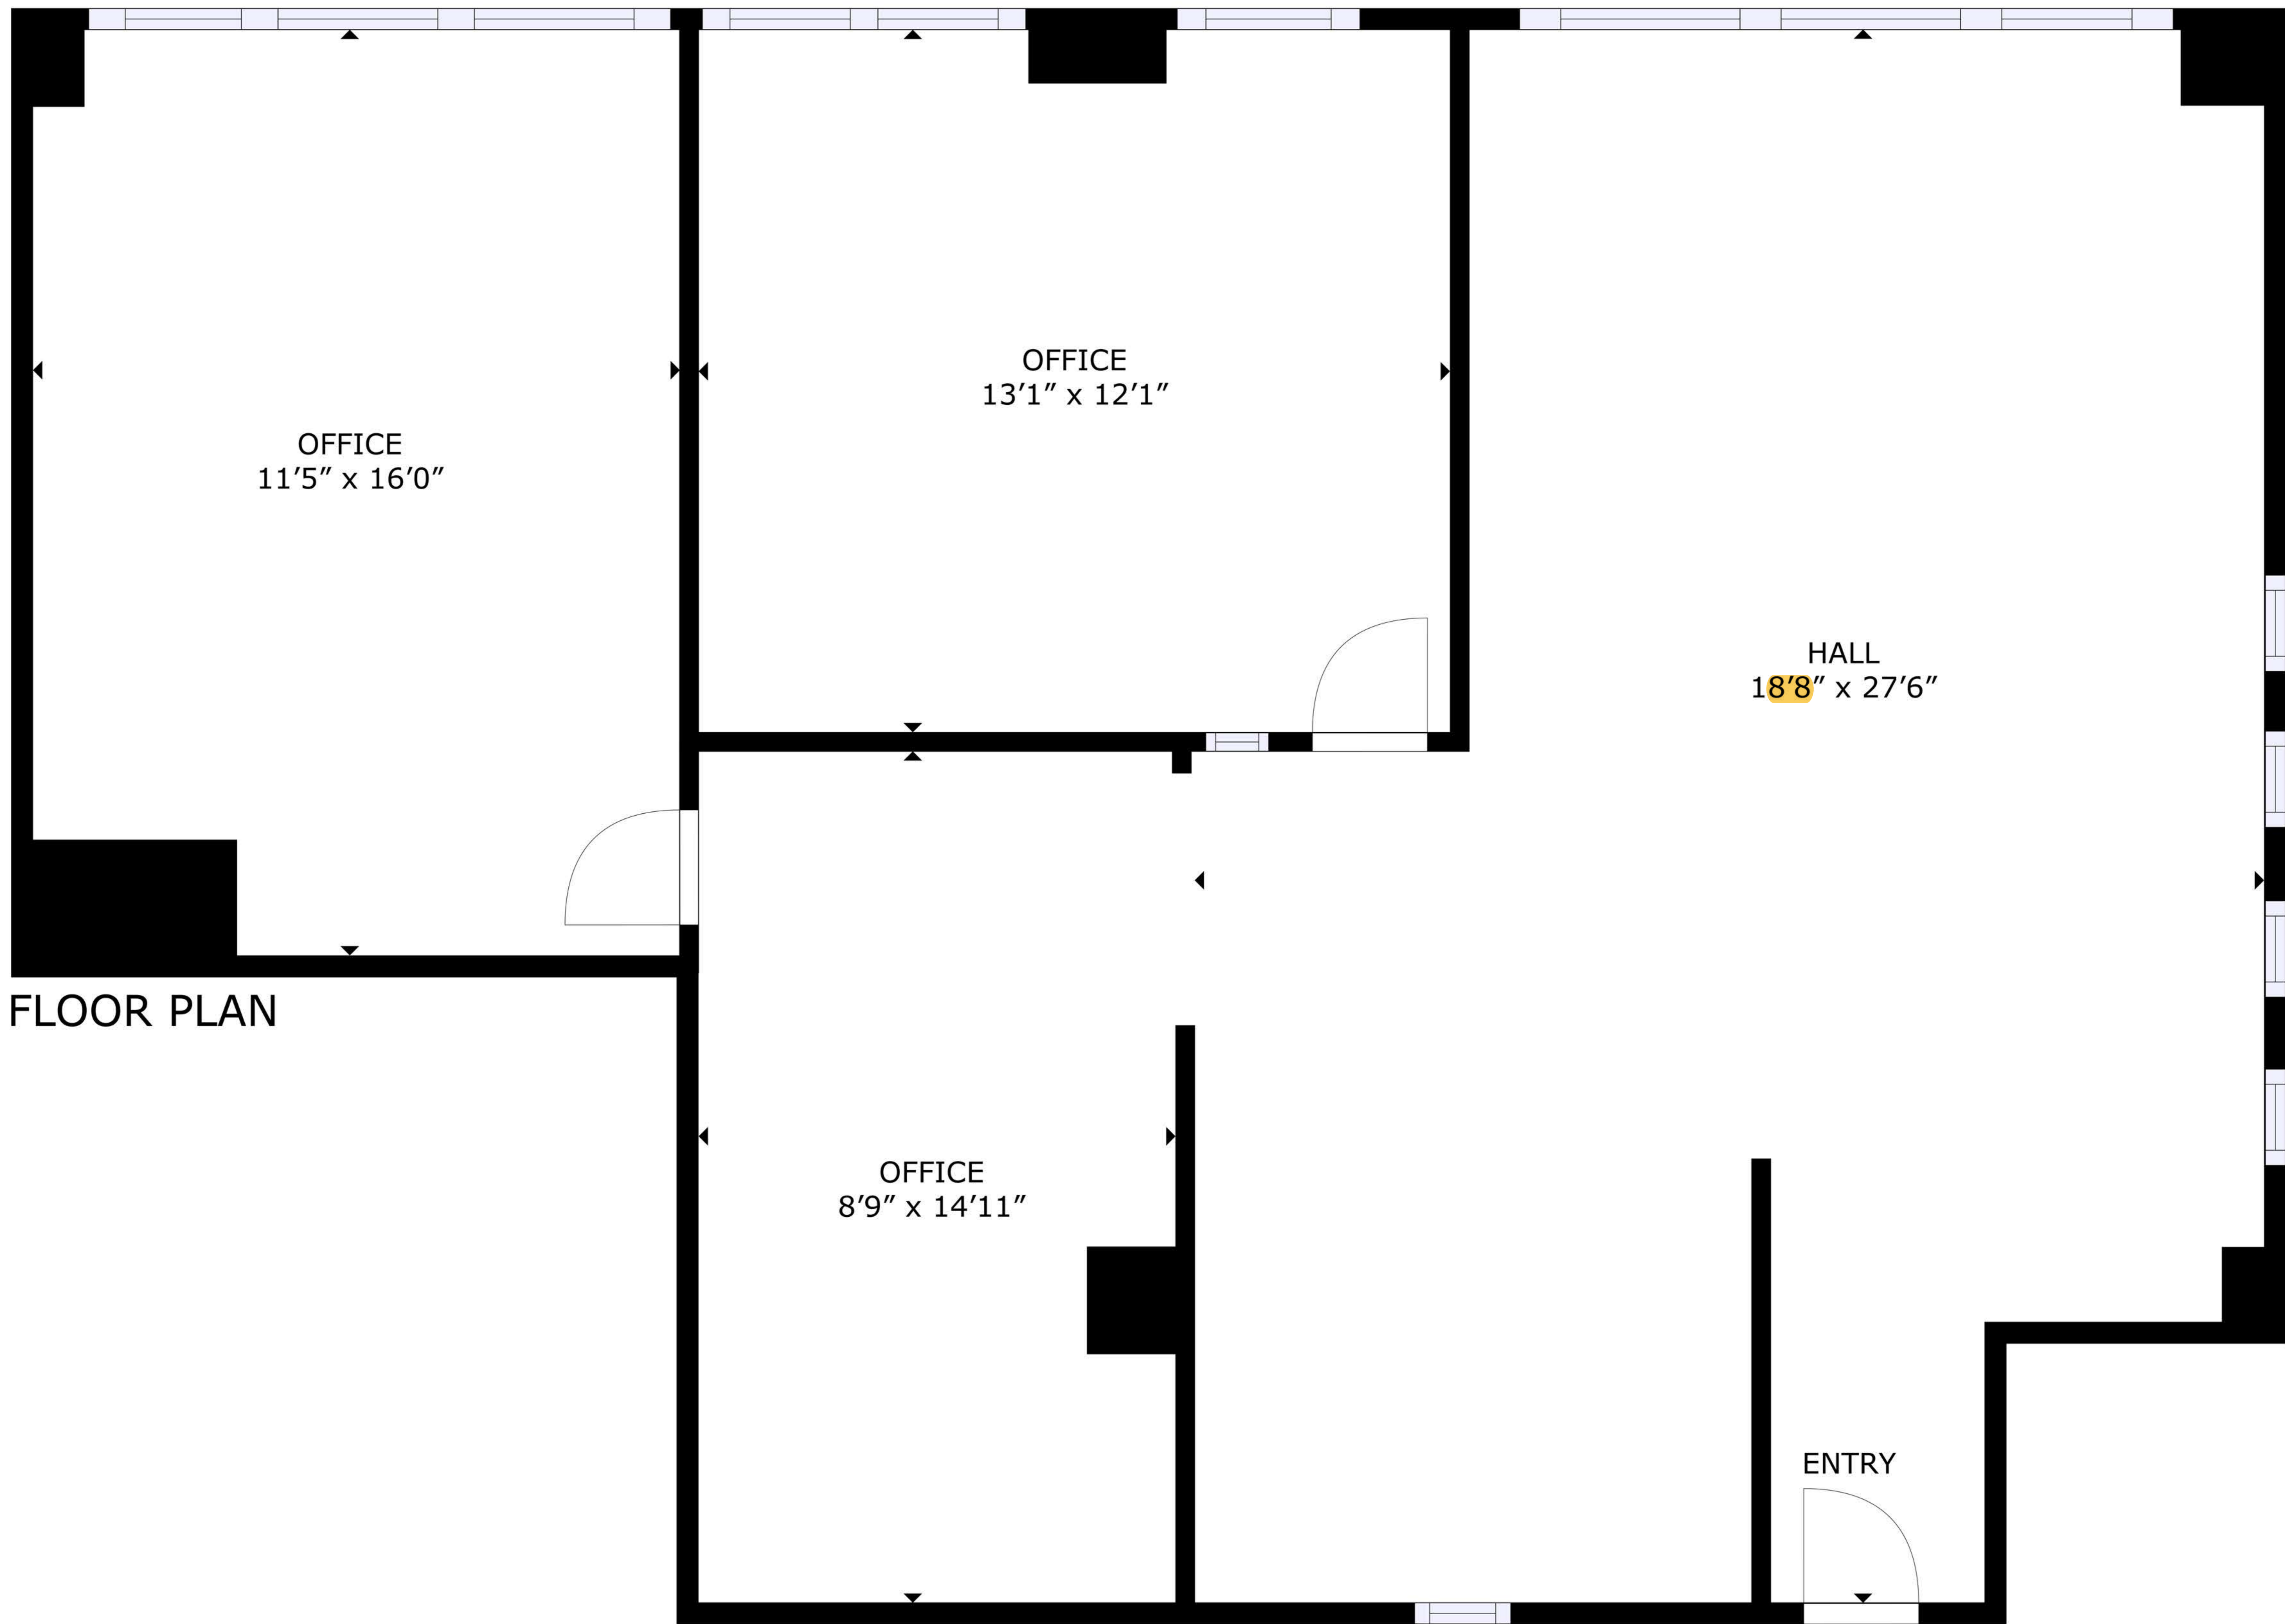 OFFICE
13′1″ x 12′1″
OFFICE
11′5″ x 16′0″
HALL
18′8″ x 27′6″
FLOOR PLAN
OFFICE
8′9″ x 14′11″
ENTRY